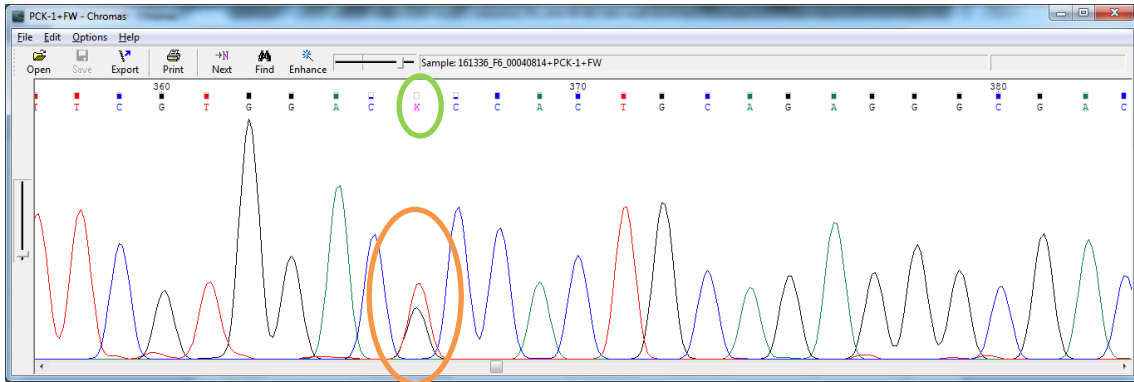 PCK-1+FW - Chromas
File Edit Options Help
→N
Open Save Export Print Next Find Enhance
Sample: 161336_F6_00040814+PCK-1+FW
360 370 380
T T C G T G G A C K C C A C T G C A G A G G G C G A C